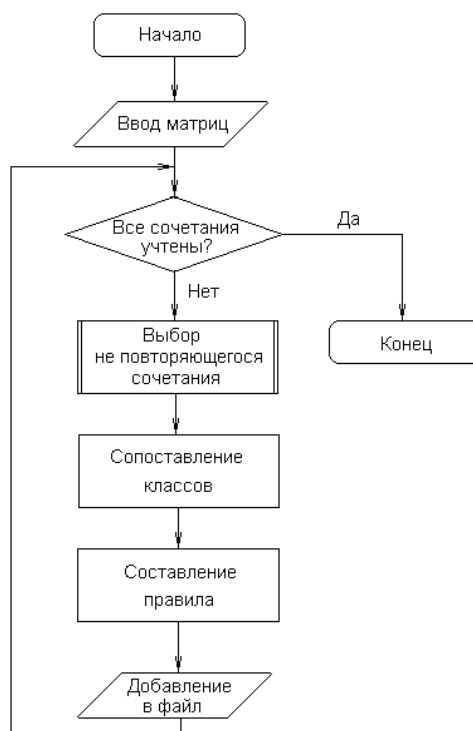 Начало
Ввод матриц
Все сочетания
учтены?
Да
Нет
Конец
Выбор
не повторяющегося
сочетания
Сопоставление
классов
Составление
правила
Добавление
в файл